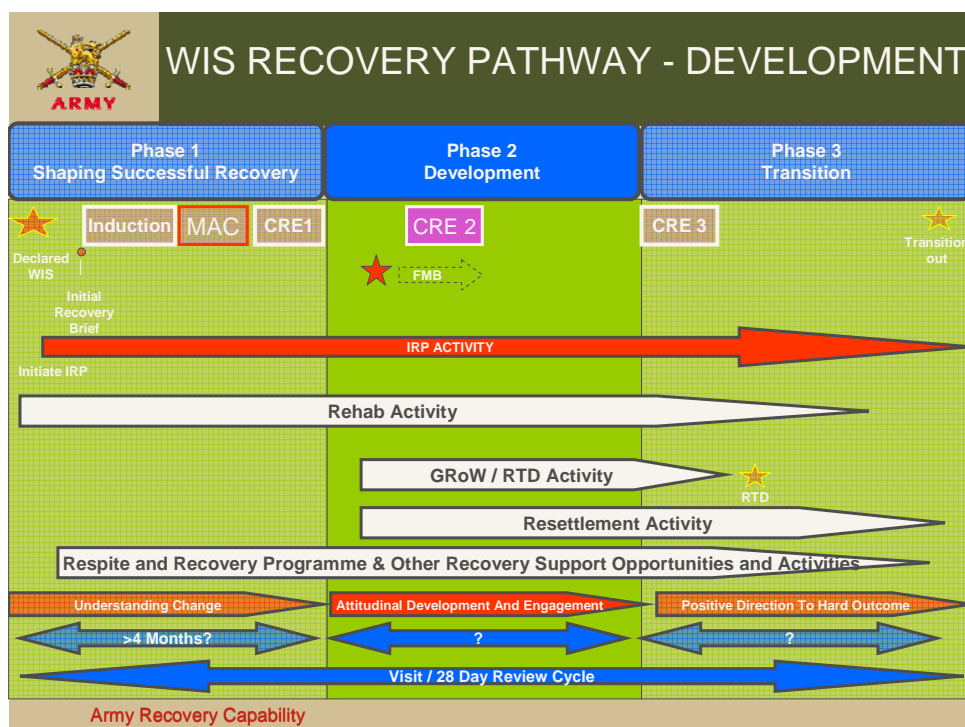 ARMY
WIS RECOVERY PATHWAY - DEVELOPMENT
Phase 1
Shaping Successful Recovery
Phase 2
Development
Phase 3
Transition
Induction
MAC
CRE1
CRE 2
CRE 3
Declared
WIS
Transition
out
FMB
Initial
Recovery
Brief
IRP ACTIVITY
Initiate IRP
Rehab Activity
GRoW / RTD Activity
RTD
Resettlement Activity
Respite and Recovery Programme & Other Recovery Support Opportunities and Activities
Understanding Change
Attitudinal Development And Engagement
Positive Direction To Hard Outcome
>4 Months?
?
?
Visit / 28 Day Review Cycle
Army Recovery Capability